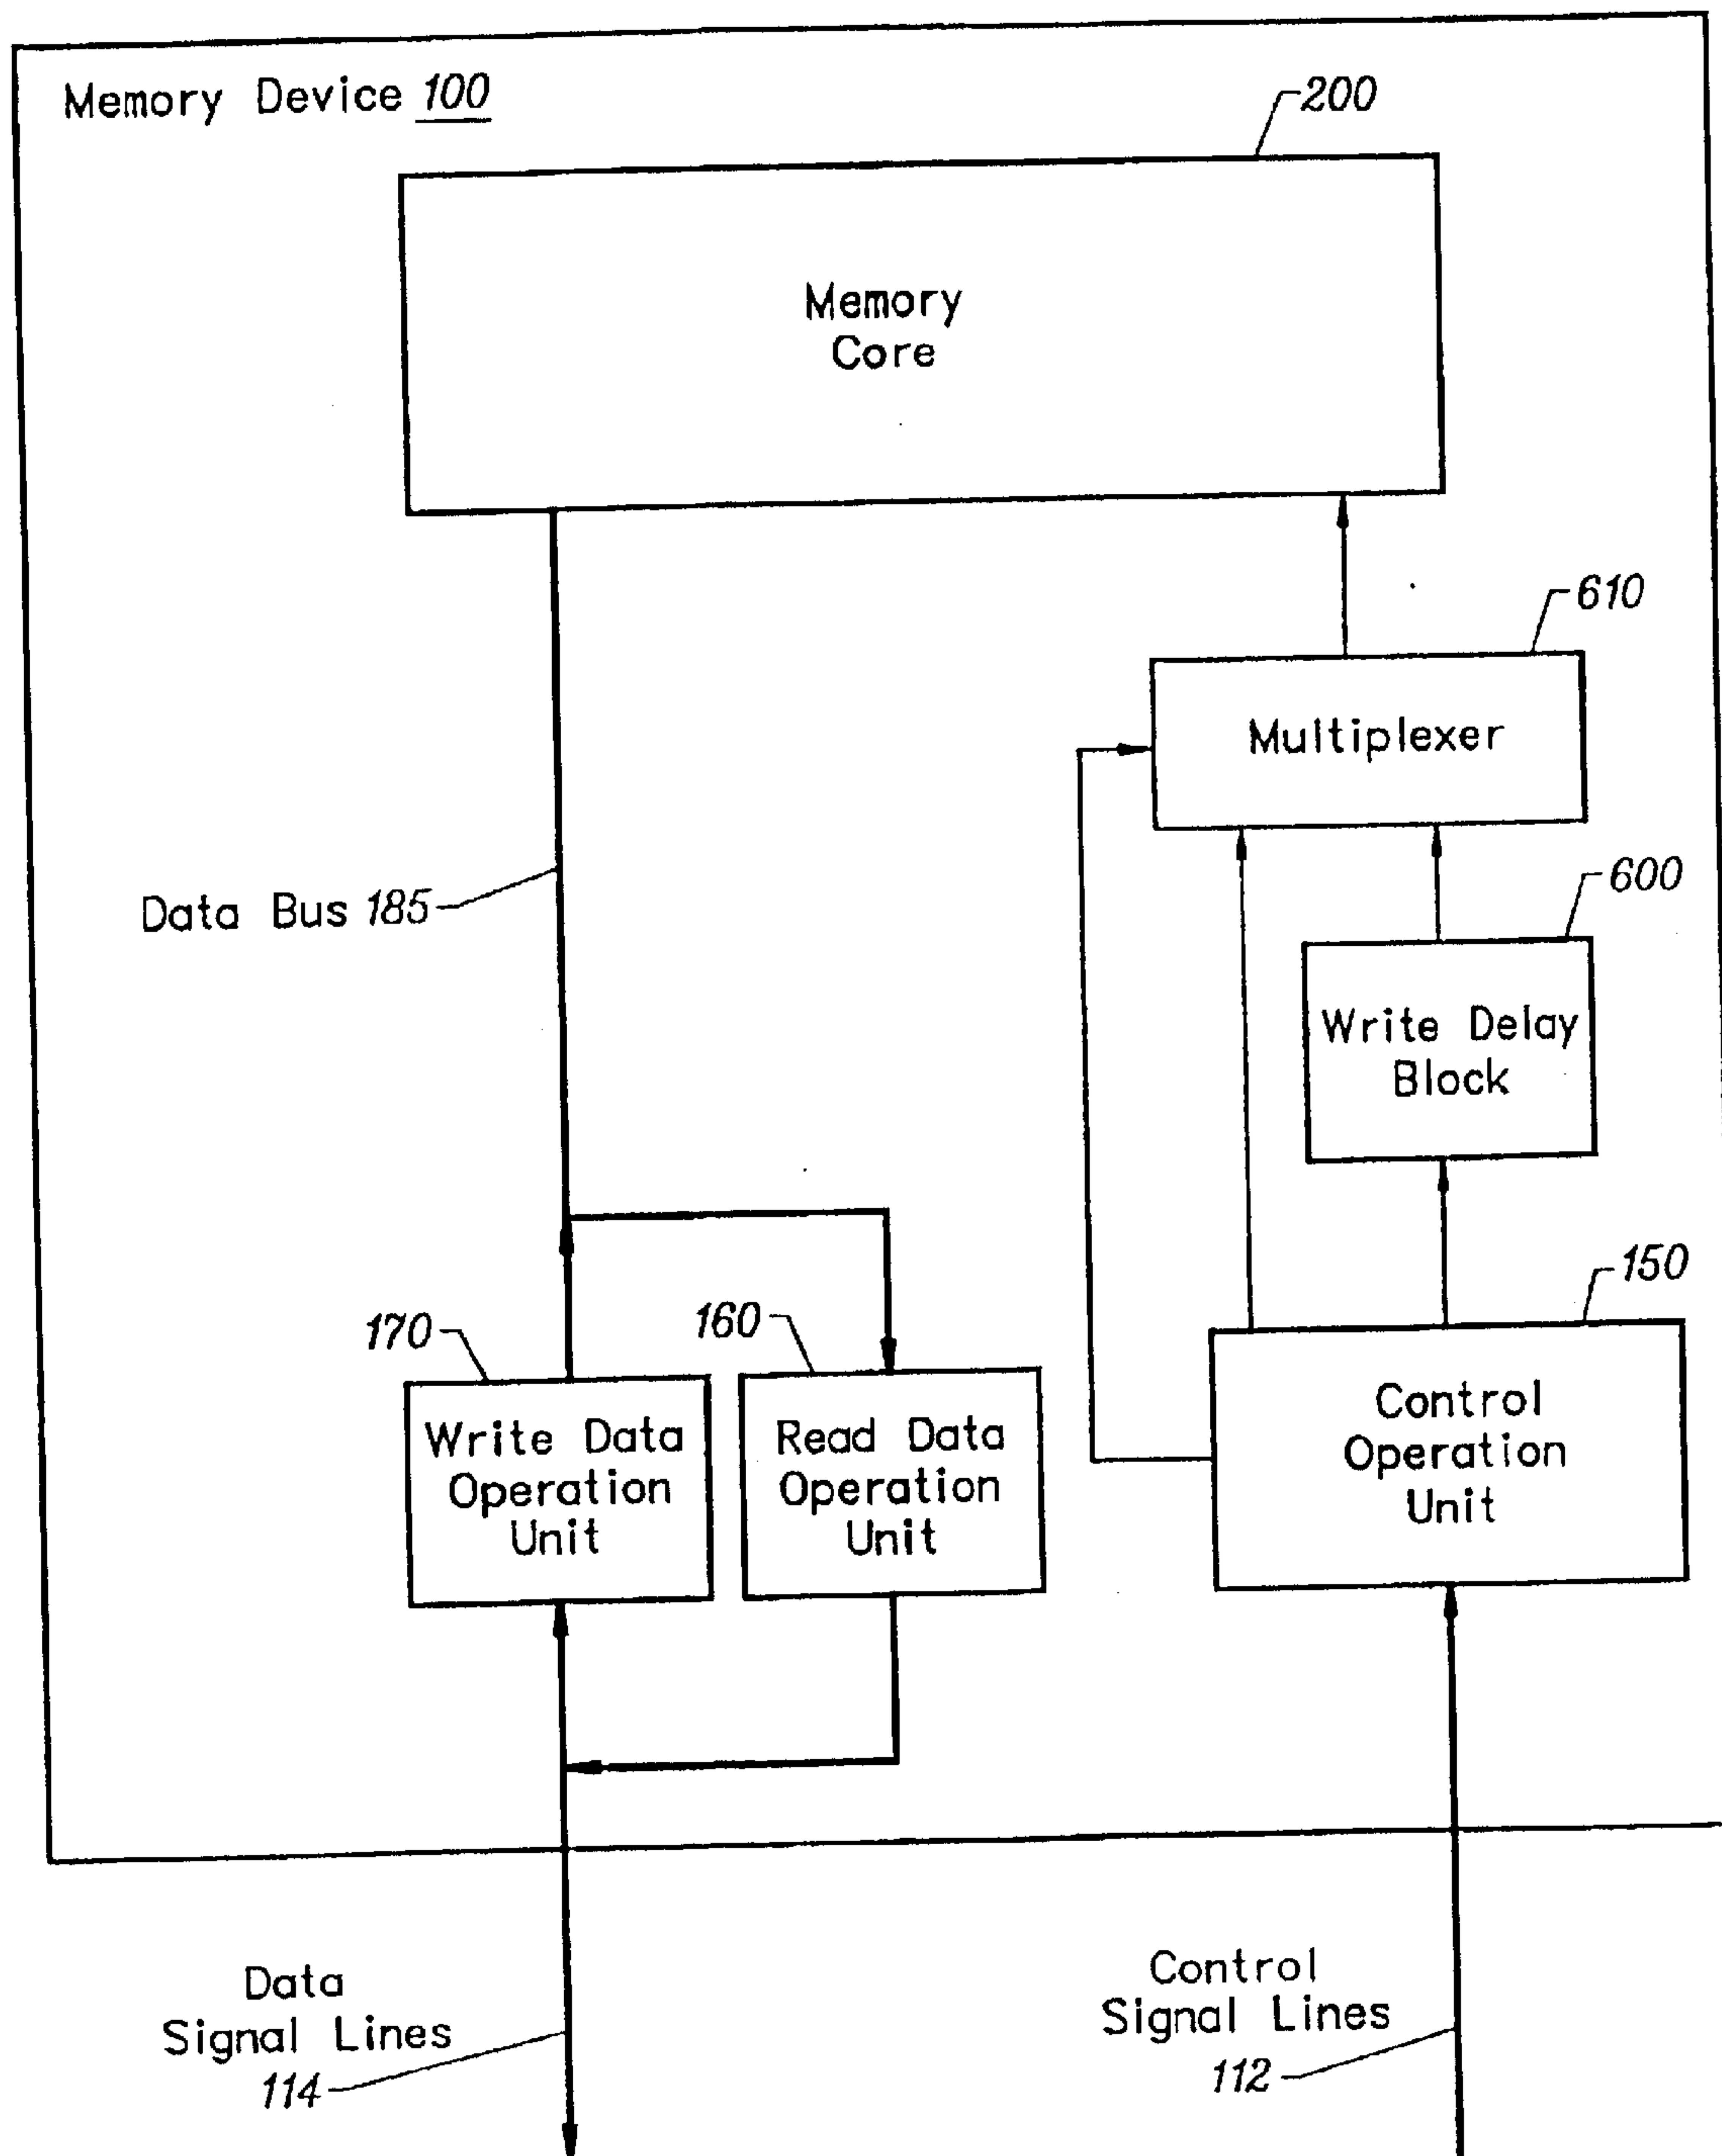 Memory Device 100
200
Memory
Core
610
Multiplexer
600
Data Bus 185
Write Delay
Block
150
170
160
Control
Operation
Unit
Write Data
Operation
Unit
Read Data
Operation
Unit
Data
Signal Lines
114
Control
Signal Lines
112